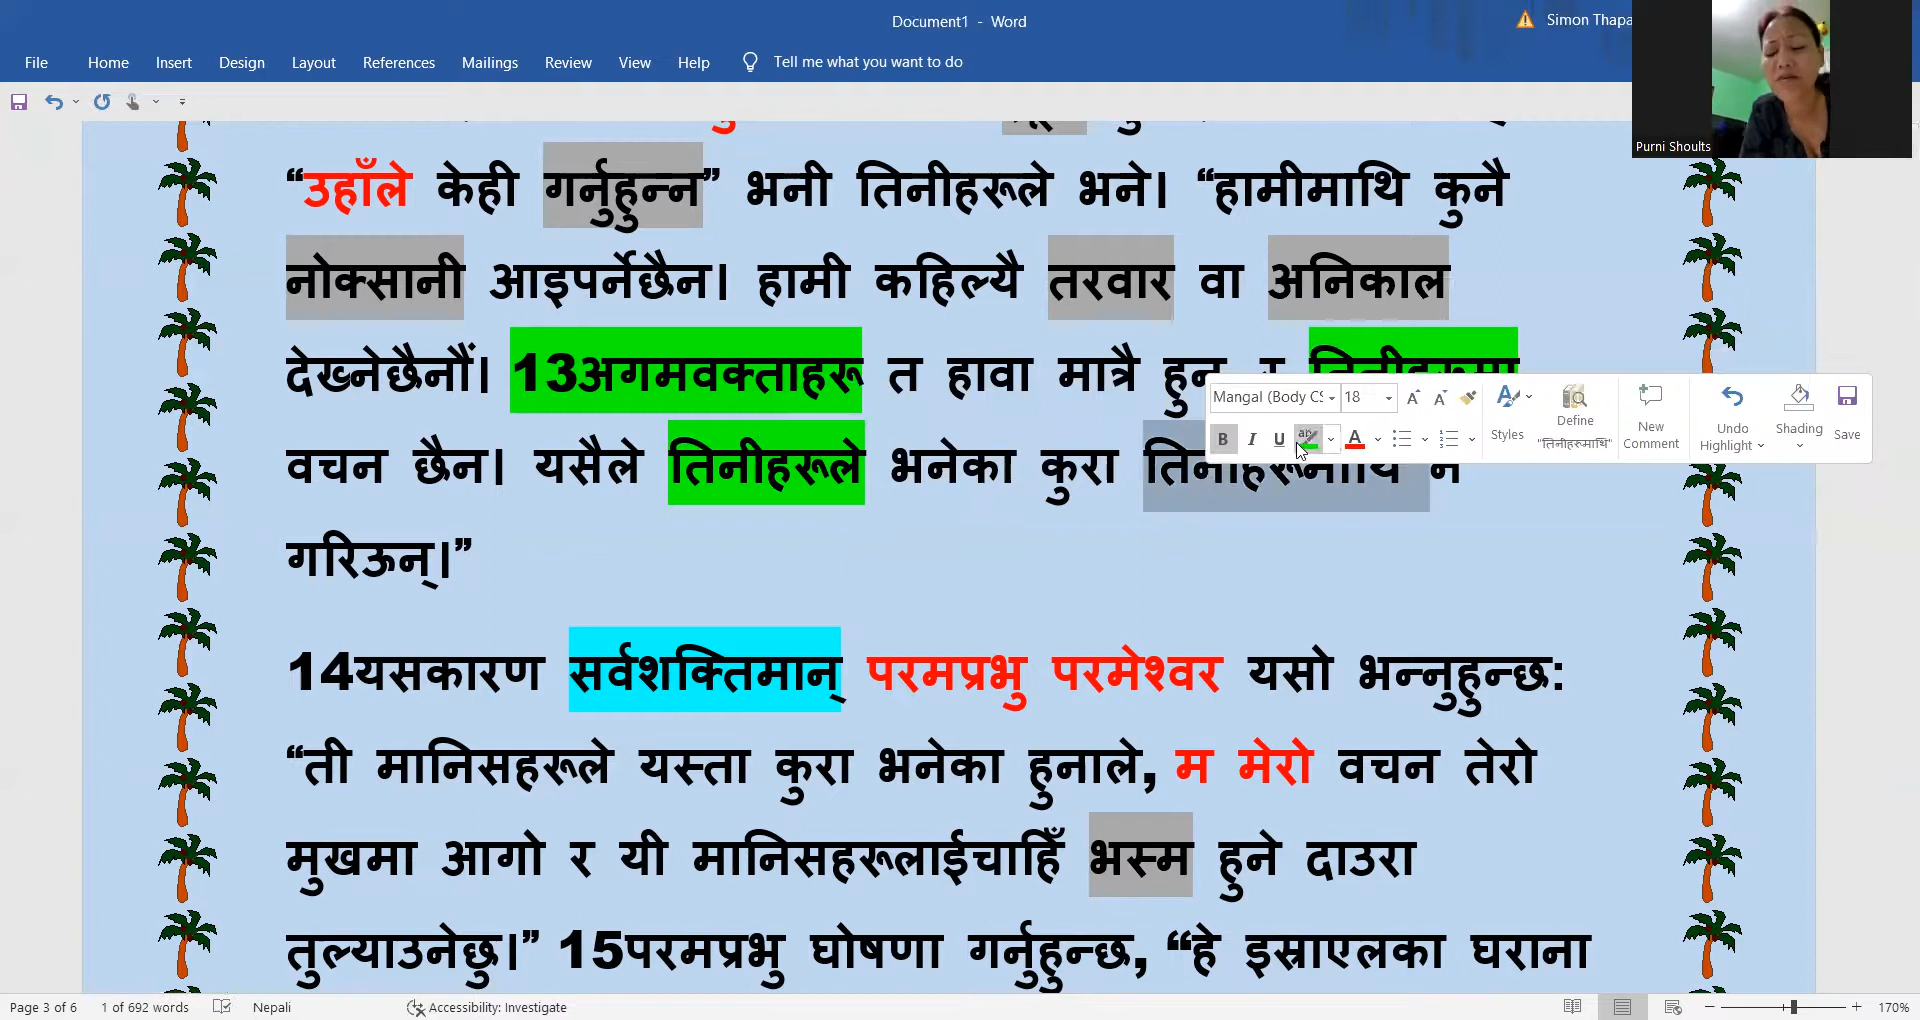 Document1 - Word
Simon Thapa
File Home Insert Design Layout References Mailings Review View Help Tell me what you want to do
Purni Shoults
“उहाँले केही गर्नुहुन्न” भनी तिनीहरूले भने। “हामीमाथि कुनै
नोक्सानी आइपर्नेछैन। हामी कहिल्यै तरवार वा अनिकाल
देख्नेछैनौं। 13अगमवक्ताहरू त हावा मात्रै हुन् र तिनीहरूमा
Mangal (Body CS 18
Styles Define "तिनीहरुमाथि" New Comment Undo Highlight Shading Save
B I U A
वचन छैन। यसैले तिनीहरूले भनेका कुरा तिनीहरूमाथि नै
गरिऊन्।”
14यसकारण सर्वशक्तिमान् परमप्रभु परमेश्वर यसो भन्नुहुन्छ:
“ती मानिसहरूले यस्ता कुरा भनेका हुनाले, म मेरो वचन तेरो
मुखमा आगो र यी मानिसहरूलाईचाहिँ भस्म हुने दाउरा
तुल्याउनेछु।” 15परमप्रभु घोषणा गर्नुहुन्छ, “हे इस्राएलका घराना
Page 3 of 6 1 of 692 words Nepali Accessibility: Investigate 170%